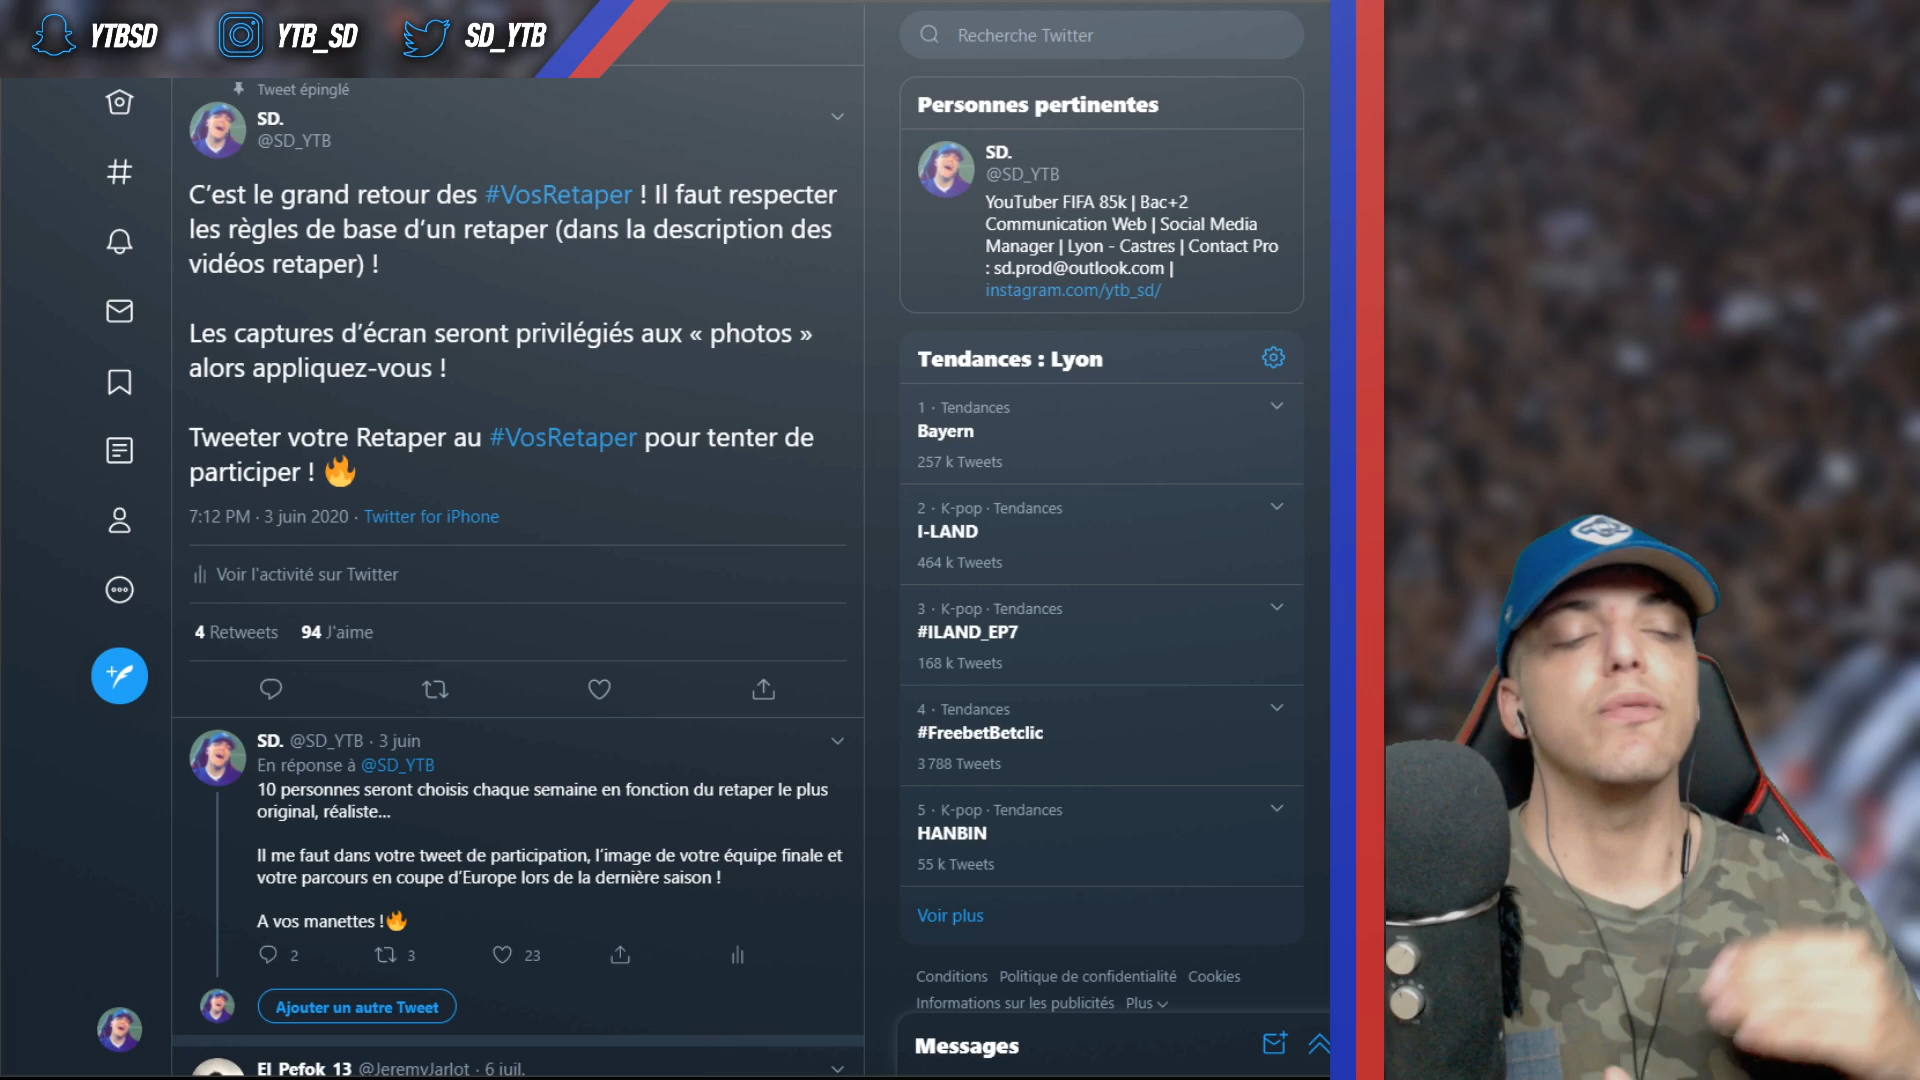 YTBSD
YTB_SD
SD_YTB
Recherche Twitter
Tweet épinglé
SD.
@SD_YTB
C’est le grand retour des #VosRetaper ! Il faut respecter
les règles de base d’un retaper (dans la description des
vidéos retaper) !
Les captures d’écran seront privilégiés aux « photos »
alors appliquez-vous !
Tweeter votre Retaper au #VosRetaper pour tenter de
participer ! 🔥
7:12 PM · 3 juin 2020 · Twitter for iPhone
Voir l'activité sur Twitter
4 Retweets 94 J'aime
SD. @SD_YTB · 3 juin
En réponse à @SD_YTB
10 personnes seront choisis chaque semaine en fonction du retaper le plus
original, réaliste...
Il me faut dans votre tweet de participation, l’image de votre équipe finale et
votre parcours en coupe d’Europe lors de la dernière saison !
A vos manettes !🔥
2 3 23
Ajouter un autre Tweet
El Pefok 13 @JeremyJarlot · 6 juil.
Personnes pertinentes
SD.
@SD_YTB
YouTuber FIFA 85k | Bac+2
Communication Web | Social Media
Manager | Lyon - Castres | Contact Pro
: sd.prod@outlook.com |
instagram.com/ytb_sd/
Tendances : Lyon
1 · Tendances
Bayern
257 k Tweets
2 · K-pop · Tendances
I-LAND
464 k Tweets
3 · K-pop · Tendances
#ILAND_EP7
168 k Tweets
4 · Tendances
#FreebetBetclic
3 788 Tweets
5 · K-pop · Tendances
HANBIN
55 k Tweets
Voir plus
Conditions Politique de confidentialité Cookies
Informations sur les publicités Plus
Messages